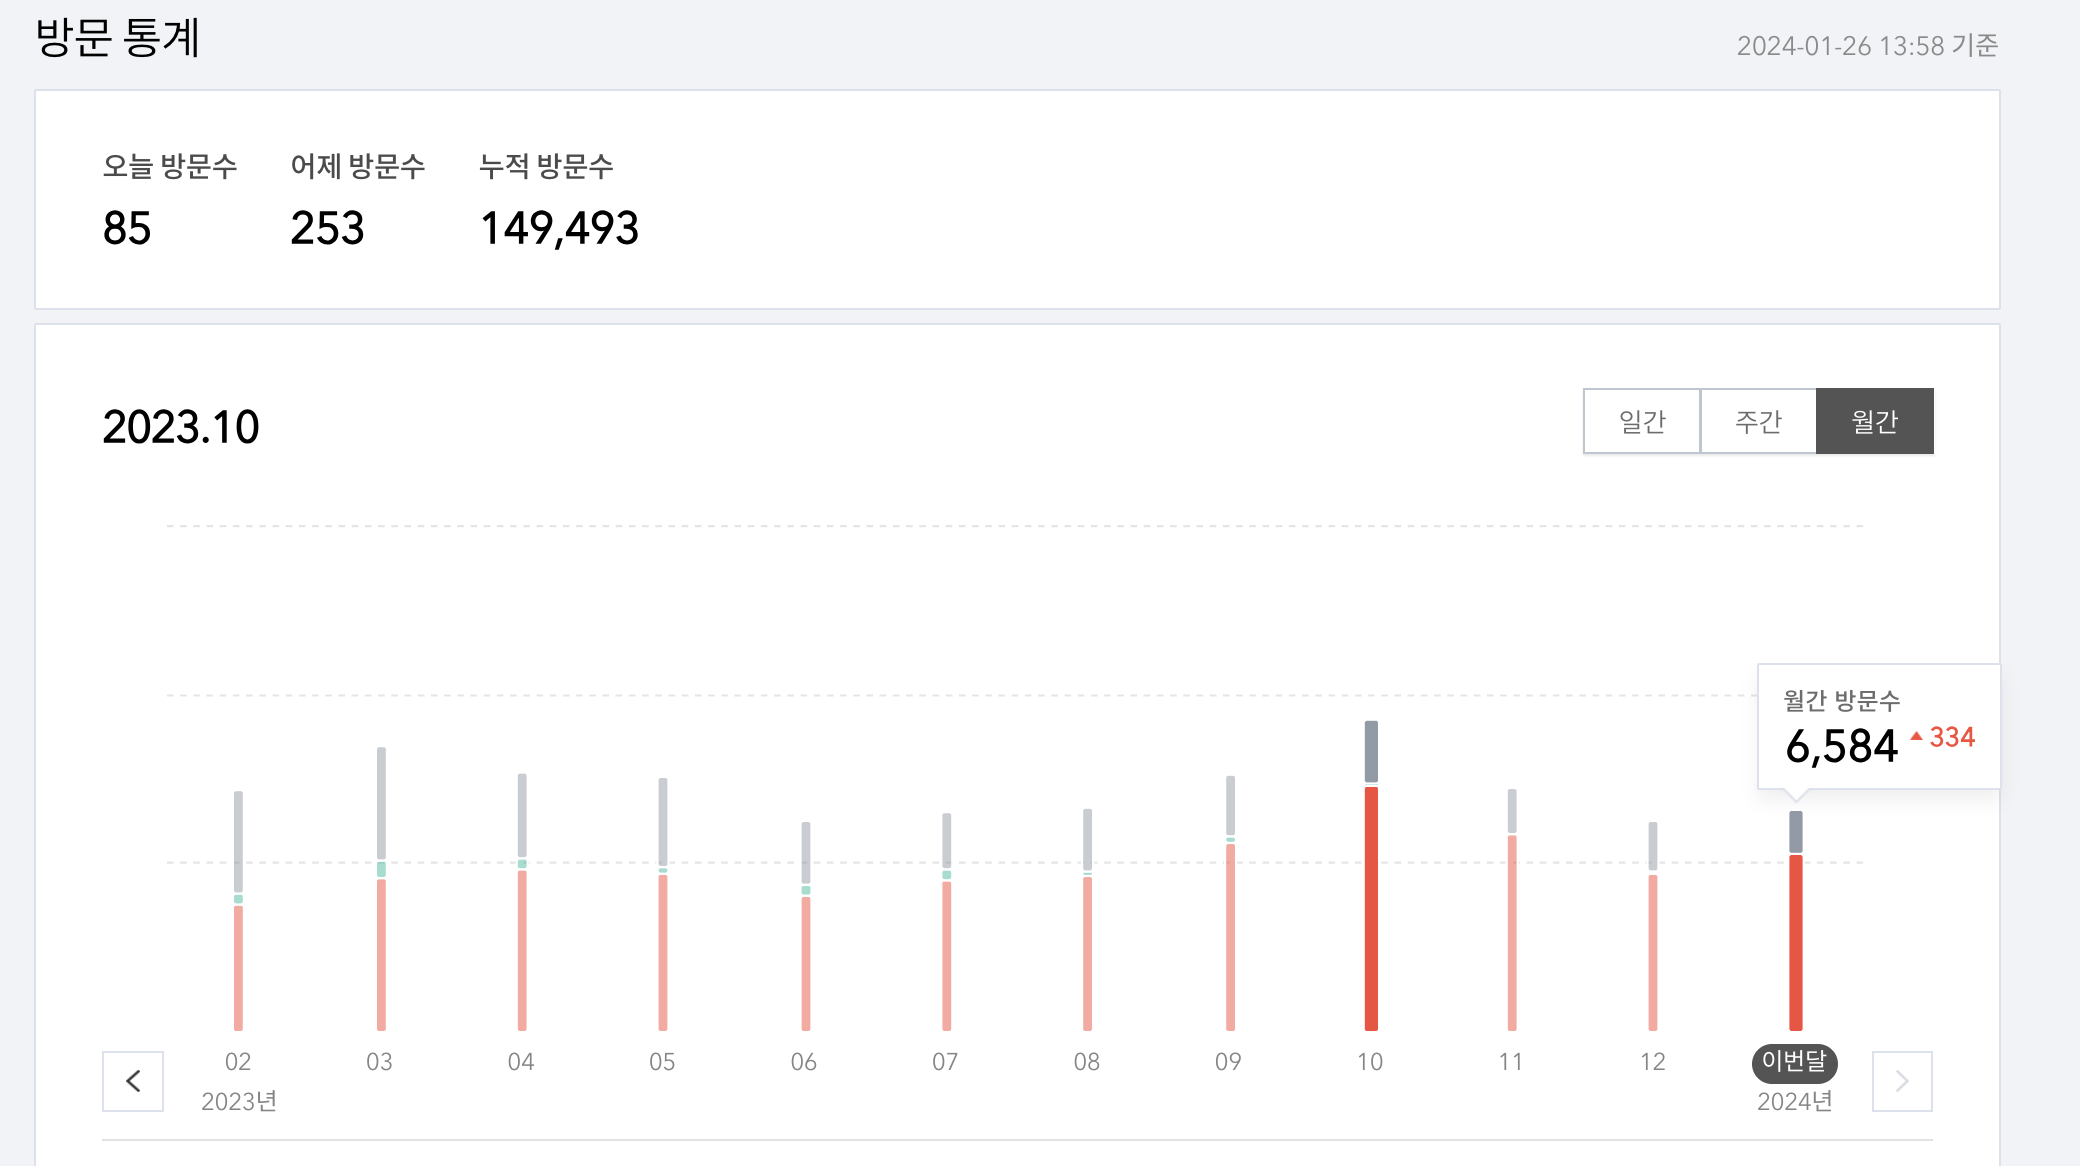 방문 통계
2024-01-26 13:58 기준
오늘 방문수 어제 방문수 누적 방문수
85 253 149,493
2023.10
일간 주간 월간
월간 방문수
6,584 ▲334
02 03 04 05 06 07 08 09 10 11 12 이번달
2023년 2024년